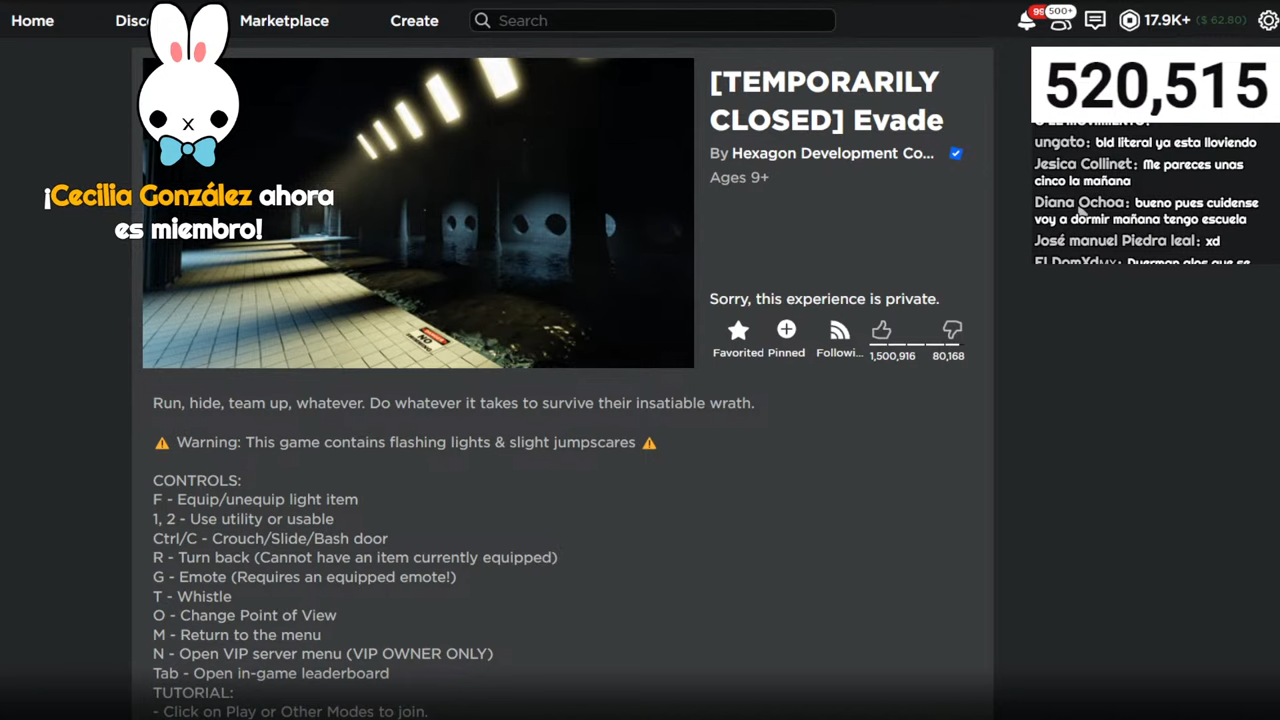 Home
Marketplace
Create
Search
99
500+
17.9K+
($ 62.80)
¡Cecilia González ahora
es miembro!
[TEMPORARILY
CLOSED] Evade
By Hexagon Development Co...
Ages 9+
Sorry, this experience is private.
Favorited
Pinned
Followi...
1,500,916
80,168
Run, hide, team up, whatever. Do whatever it takes to survive their insatiable wrath.
Warning: This game contains flashing lights & slight jumpscares
CONTROLS:
F - Equip/unequip light item
1, 2 - Use utility or usable
Ctrl/C - Crouch/Slide/Bash door
R - Turn back (Cannot have an item currently equipped)
G - Emote (Requires an equipped emote!)
T - Whistle
O - Change Point of View
M - Return to the menu
N - Open VIP server menu (VIP OWNER ONLY)
Tab - Open in-game leaderboard
TUTORIAL:
- Click on Play or Other Modes to join.
520,515
ungato: bld literal ya esta lloviendo
Jesica Collinet: Me pareces unas
cinco la mañana
Diana Ochoa: bueno pues cuidense
voy a dormir mañana tengo escuela
José manuel Piedra leal: xd